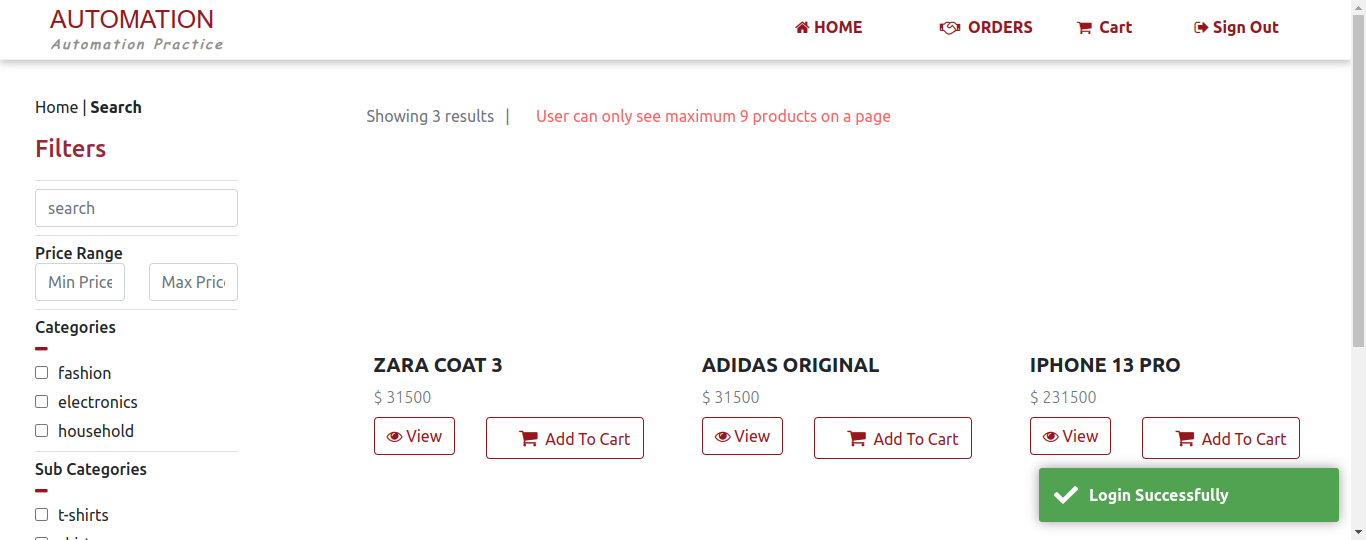 AUTOMATION
Automation Practice
HOME
ORDERS
Cart
Sign Out
Home | Search
Showing 3 results |
User can only see maximum 9 products on a page
Filters
search
Price Range
Min Price
Max Pric
Categories
fashion
electronics
household
Sub Categories
t-shirts
ZARA COAT 3
$ 31500
View
Add To Cart
ADIDAS ORIGINAL
$ 31500
View
Add To Cart
IPHONE 13 PRO
$ 231500
View
Add To Cart
Login Successfully